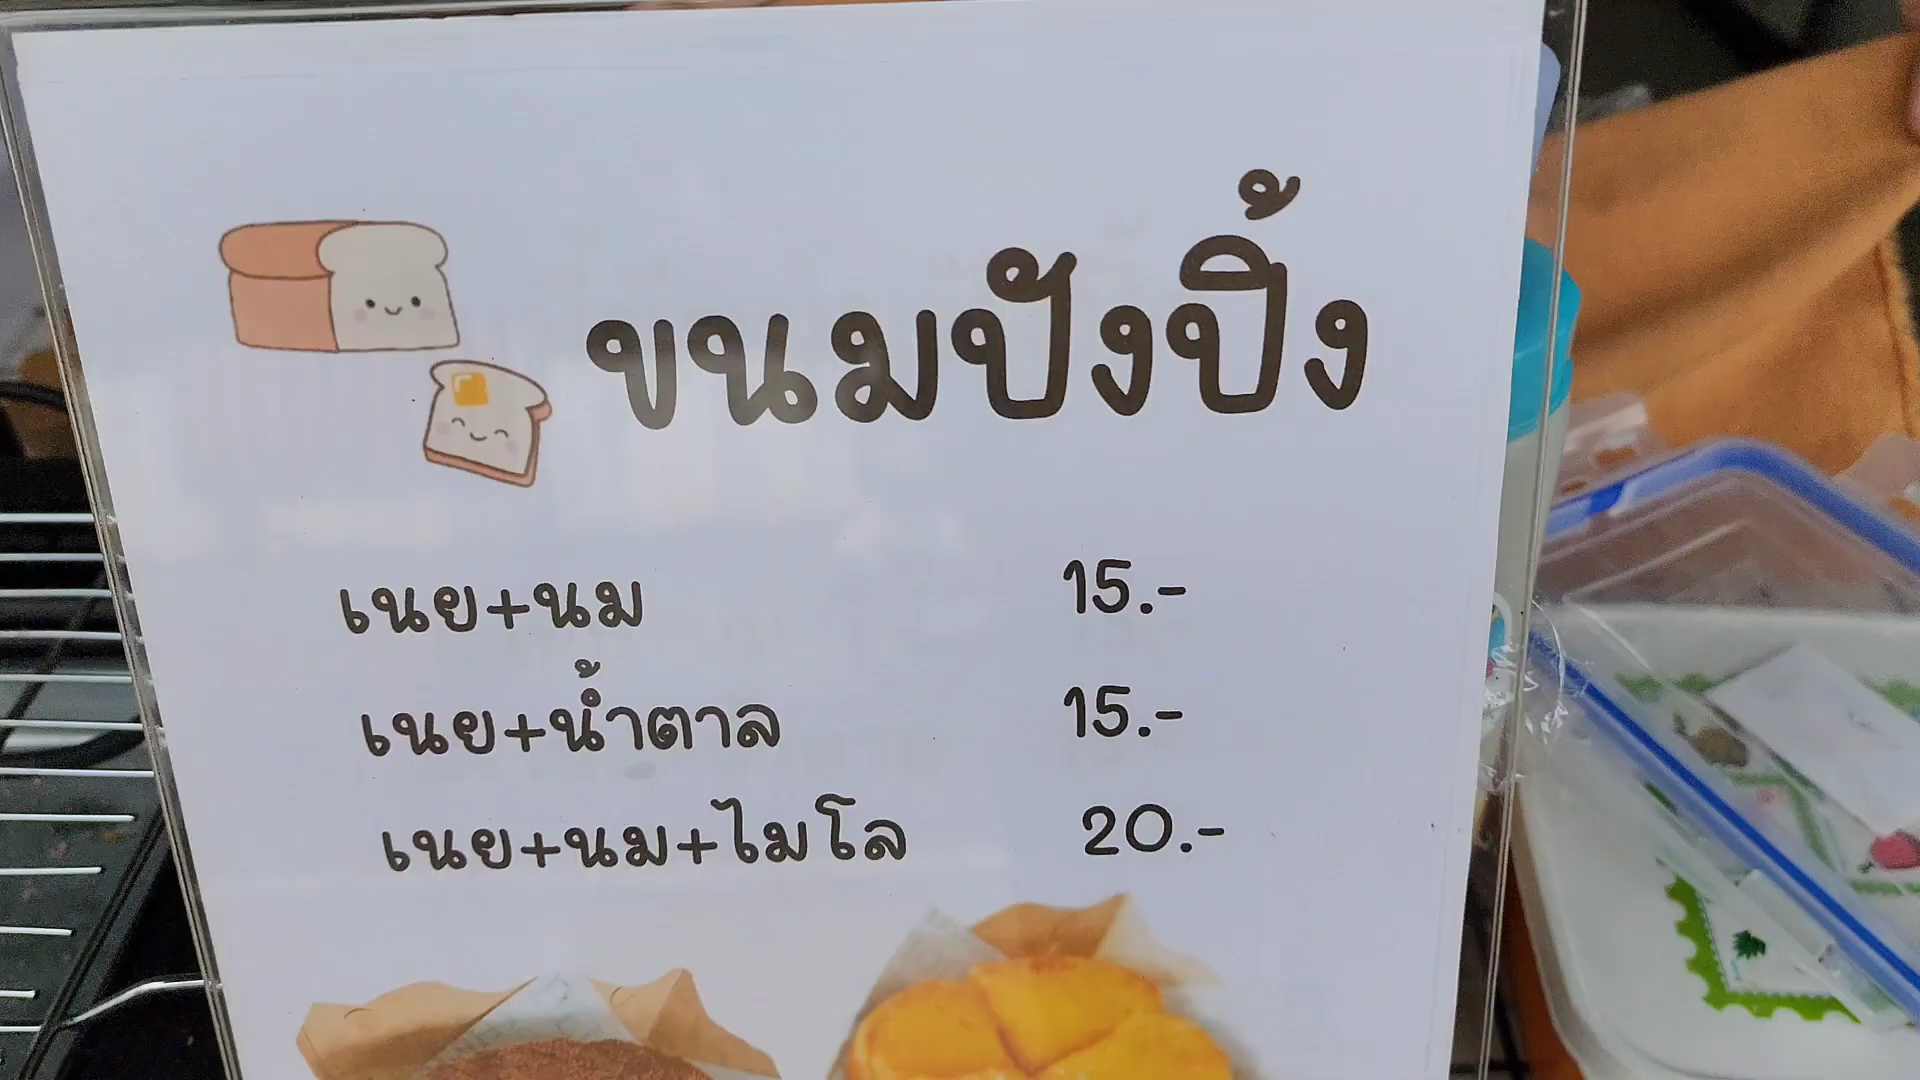 ขนมปังปิ้ง
เนย+นม 15.-
เนย+น้ำตาล 15.-
เนย+นม+ไมโล 20.-